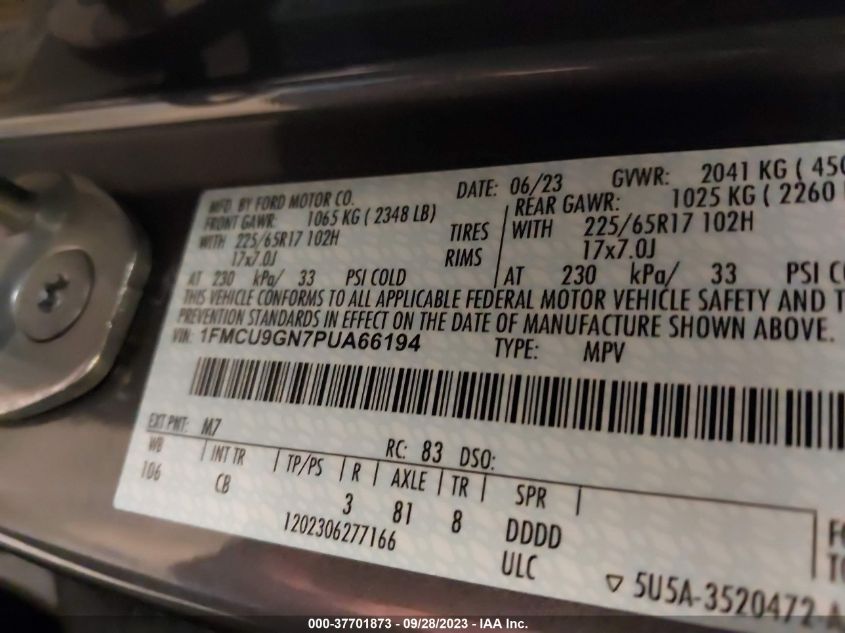 MFD. BY FORD MOTOR CO.
DATE: 06/23 GVWR: 2041 KG ( 450
FRONT GAWR: 1065 KG ( 2348 LB) REAR GAWR: 1025 KG ( 2260
WITH 225/65R17 102H TIRES WITH 225/65R17 102H
17x7.0J RIMS 17x7.0J
AT 230 kPa/ 33 PSI COLD AT 230 kPa/ 33 PSI CO
THIS VEHICLE CONFORMS TO ALL APPLICABLE FEDERAL MOTOR VEHICLE SAFETY AND T
PREVENTION STANDARDS IN EFFECT ON THE DATE OF MANUFACTURE SHOWN ABOVE.
VIN: 1FMCU9GN7PUA66194 TYPE: MPV
EXT PNT: M7 RC: 83 DSO:
WB INT TR TP/PS R AXLE TR SPR
106 CB 3 81 8 DDDD
1202306277166 ULC
FO
TO
▽ 5U5A-3520472-A
000-37701873 - 09/28/2023 - IAA Inc.